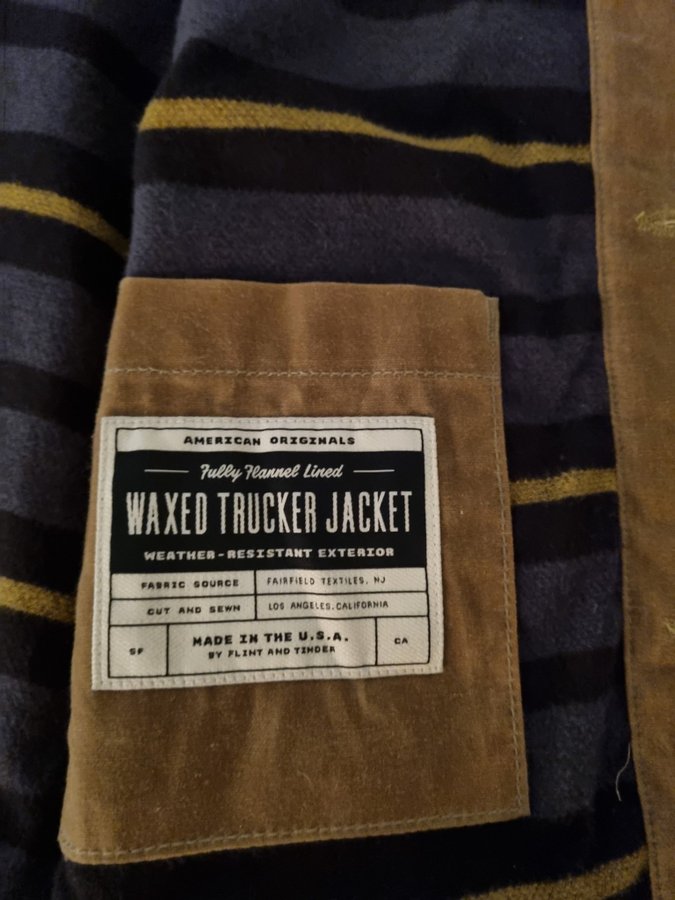 AMERICAN ORIGINALS
Fully Flannel Lined
WAXED TRUCKER JACKET
WEATHER-RESISTANT EXTERIOR
FABRIC SOURCE FAIRFIELD TEXTILES, NJ
CUT AND SEWN LOS ANGELES, CALIFORNIA
SF MADE IN THE U.S.A. CA
BY FLINT AND TINDER